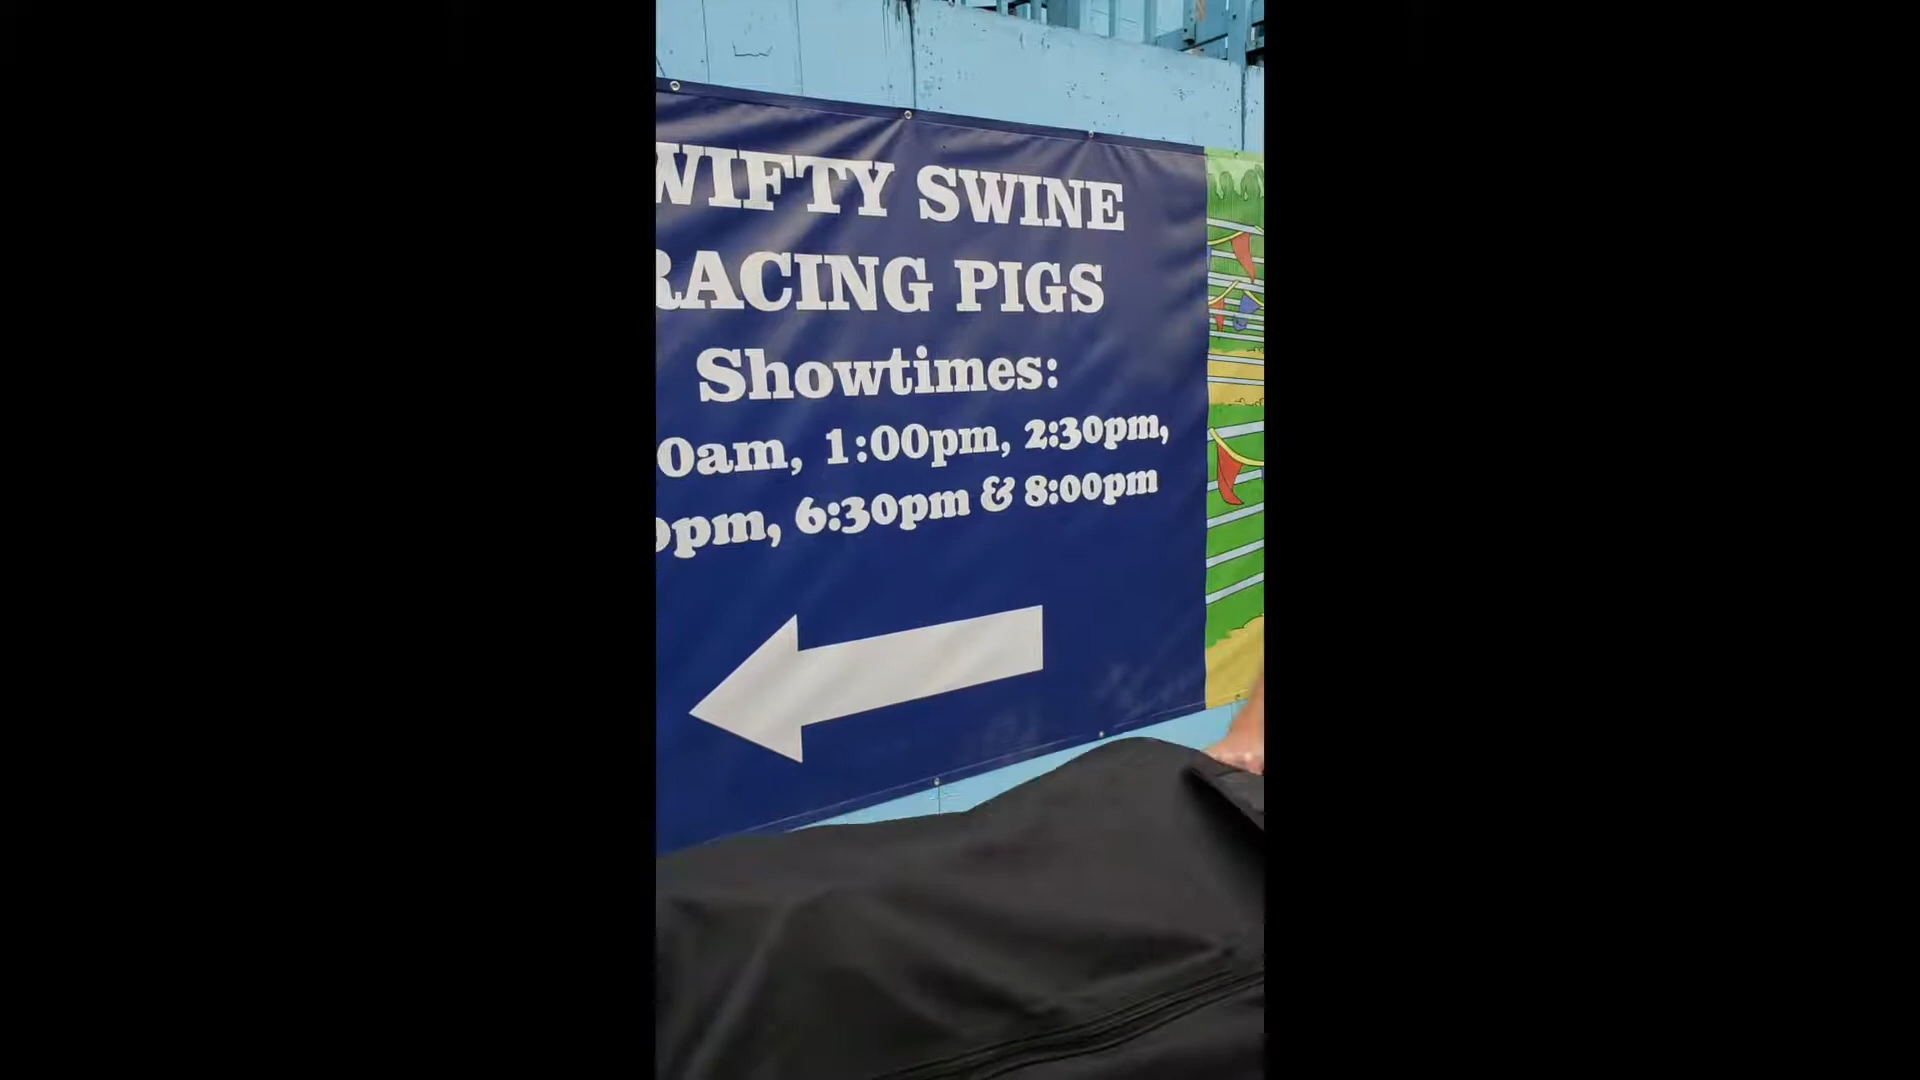 WIFTY SWINE
RACING PIGS
Showtimes:
0am, 1:00pm, 2:30pm,
0pm, 6:30pm & 8:00pm